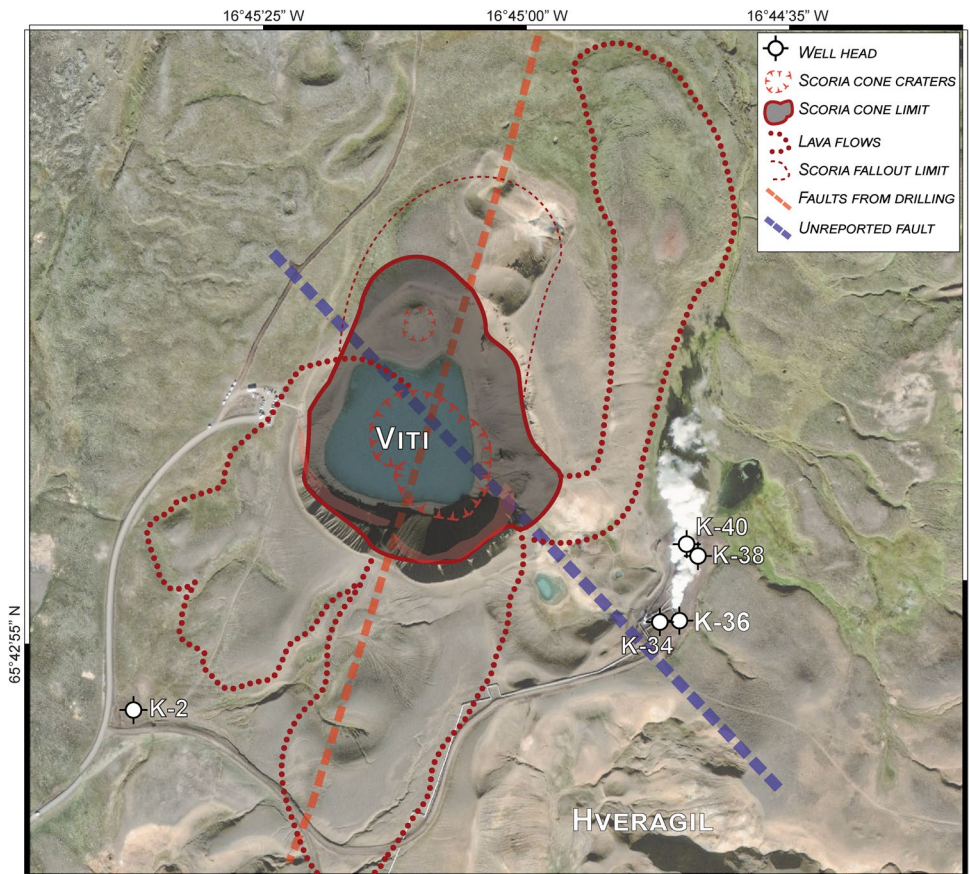 16°45'25" W
16°45'00" W
16°44'35" W
WELL HEAD
SCORIA CONE CRATERS
SCORIA CONE LIMIT
LAVA FLOWS
SCORIA FALLOUT LIMIT
FAULTS FROM DRILLING
UNREPORTED FAULT
VITI
K-40
K-38
K-36
K-34
65°42'55" N
K-2
HVERAGIL